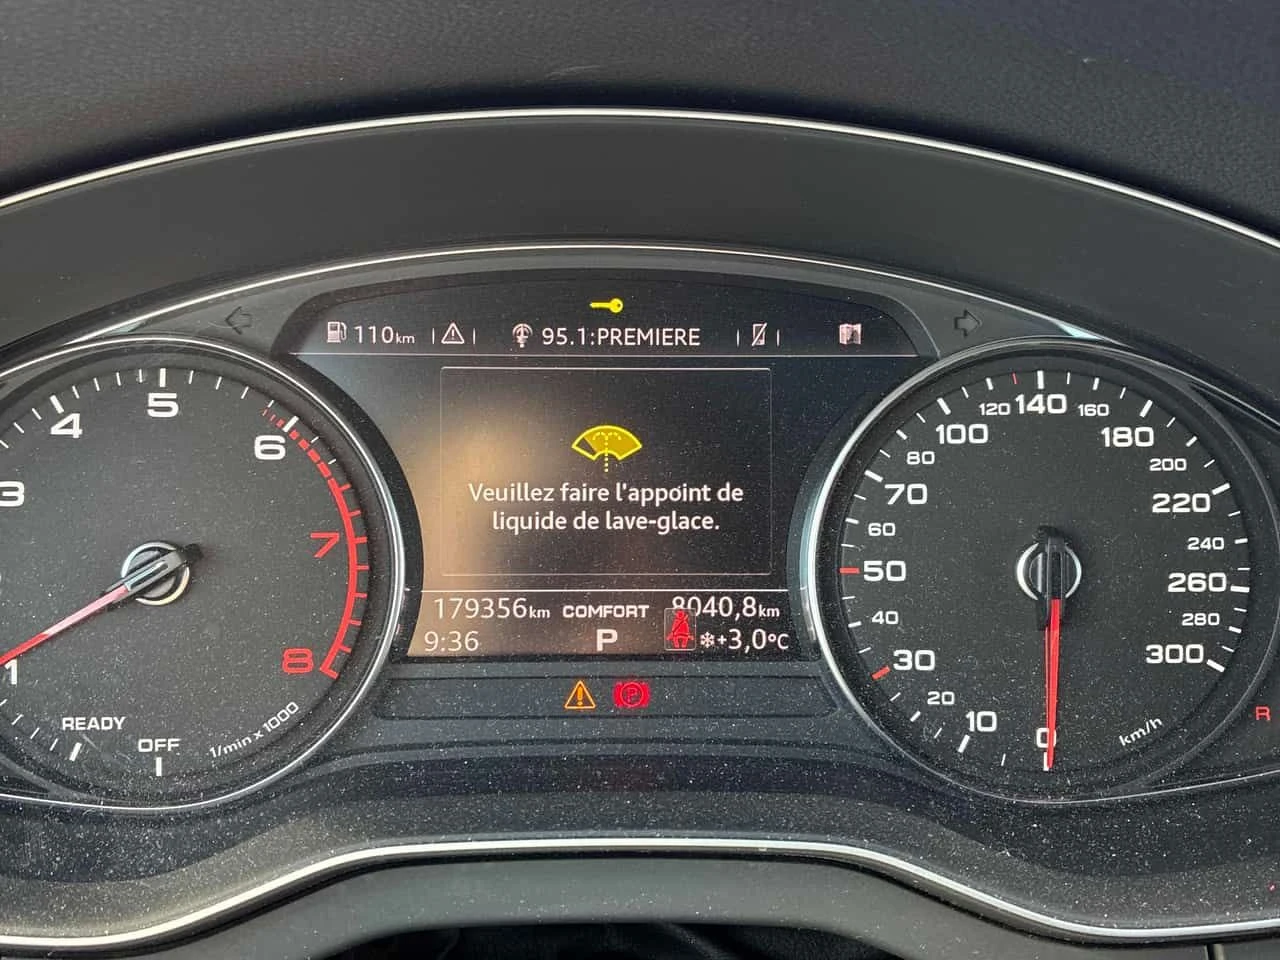 110km
95.1:PREMIERE
Veuillez faire l'appoint de
liquide de lave-glace.
179356km COMFORT 8040,8km
9:36 P +3,0°C
P
READY
OFF
1
3
4
5
6
7
8
1/min x 1000
0
10
20
30
40
50
60
70
80
100
120
140
160
180
200
220
240
260
280
300
km/h
R